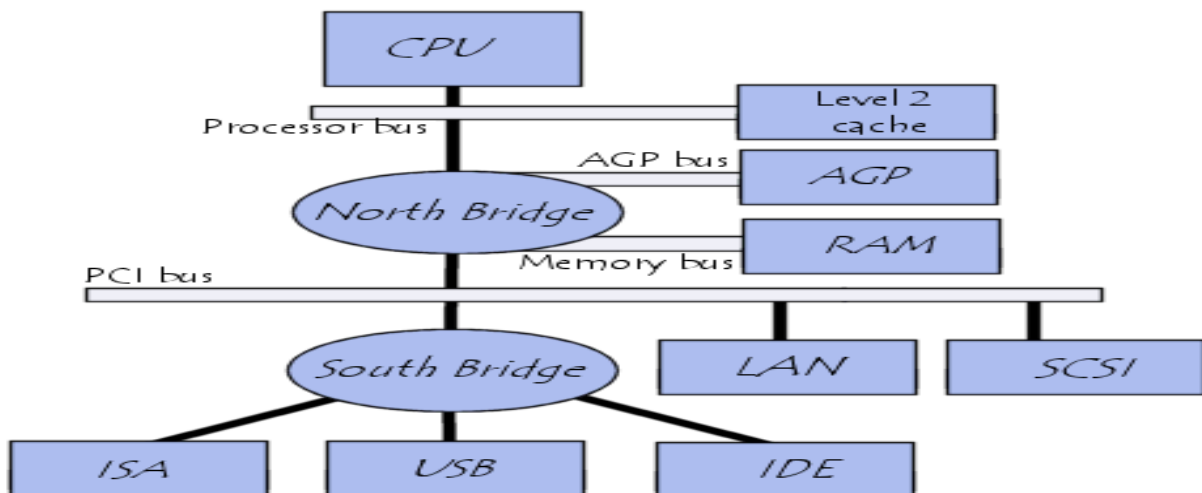 CPU
Level 2
cache
Processor bus
AGP bus
AGP
North Bridge
RAM
Memory bus
PCI bus
South Bridge
LAN
SCSI
ISA
USB
IDE